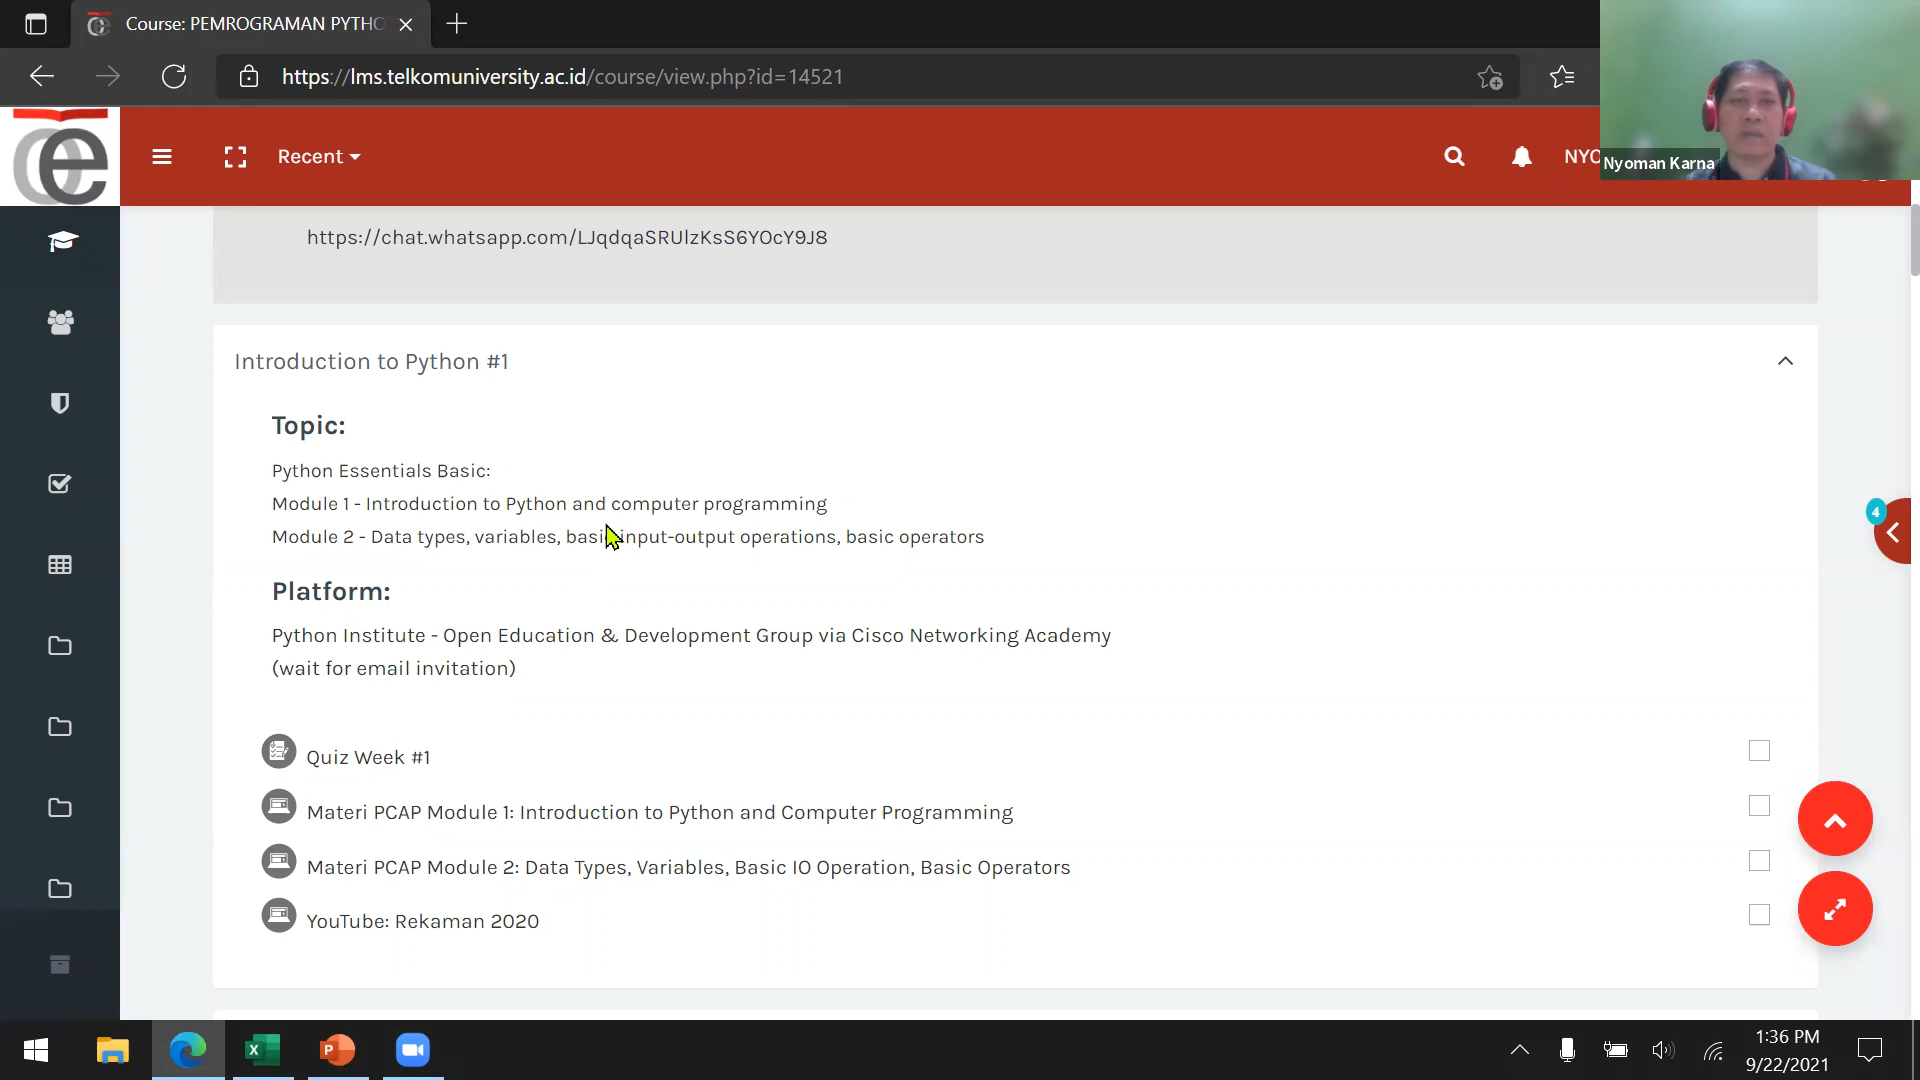 Course: PEMROGRAMAN PYTHO
https://lms.telkomuniversity.ac.id/course/view.php?id=14521
Recent
NYO
Nyoman Karna
https://chat.whatsapp.com/LJqdqaSRUlzKsS6YOcY9J8
Introduction to Python #1
Topic:
Python Essentials Basic:
Module 1 - Introduction to Python and computer programming
Module 2 - Data types, variables, basic input-output operations, basic operators
4
Platform:
Python Institute - Open Education & Development Group via Cisco Networking Academy
(wait for email invitation)
Quiz Week #1
Materi PCAP Module 1: Introduction to Python and Computer Programming
Materi PCAP Module 2: Data Types, Variables, Basic IO Operation, Basic Operators
YouTube: Rekaman 2020
1:36 PM
9/22/2021